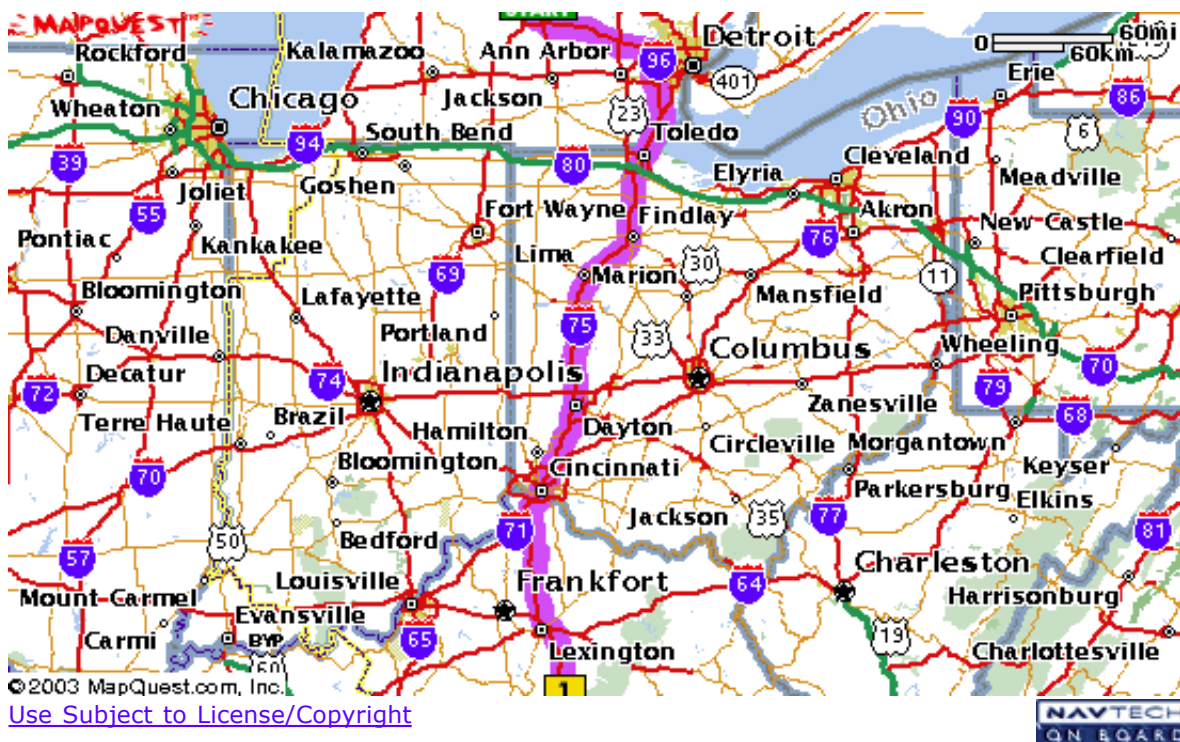 MAPQUEST
START
Rockford
Kalamazoo
Ann Arbor
Detroit
0 60mi
60km
96
401
Erie
86
Wheaton
Chicago
Jackson
23
Ohio
90
6
94
South Bend
Toledo
39
80
Cleveland
Joliet
Goshen
Elyria
Meadville
55
Fort Wayne
Findlay
Akron
New Castle
Pontiac
Kankakee
76
Lima
Clearfield
69
Marion
30
11
Bloomington
Lafayette
Mansfield
Pittsburgh
Danville
Portland
75
33
Columbus
Wheeling
Decatur
74
Indianapolis
70
72
79
Terre Haute
Brazil
Zanesville
68
Hamilton
Dayton
Circleville
Morgantown
Bloomington
Cincinnati
Keyser
70
Parkersburg
Elkins
Jackson
35
77
50
71
81
Bedford
57
Louisville
Frankfort
64
Charleston
Mount Carmel
Evansville
Harrisonburg
Carmi
BYP
65
19
60
Lexington
Charlottesville
©2003 MapQuest.com, Inc.
1
Use Subject to License/Copyright
NAVTECH
ON BOARD